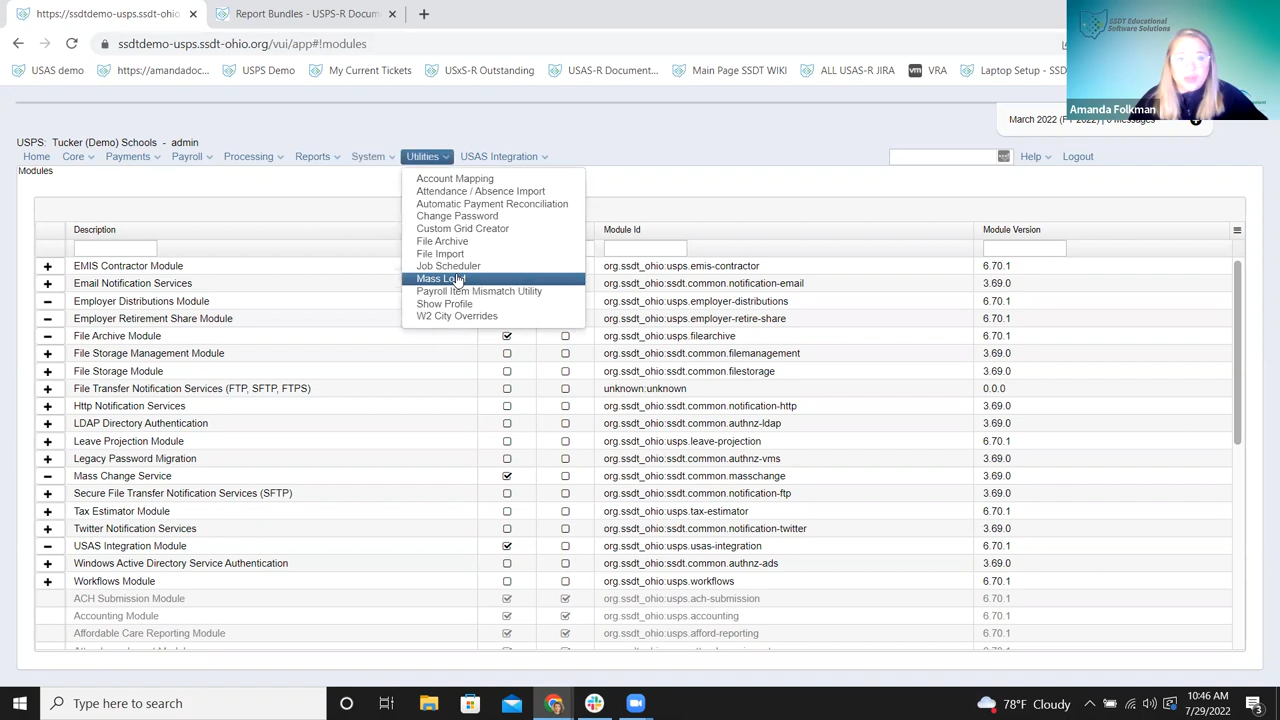 https://ssdtdemo-usps.ssdt-ohio
Report Bundles - USPS-R Docum
ssdtdemo-usps.ssdt-ohio.org/vui/app#!modules
USAS demo
https://amandadoc...
USPS Demo
My Current Tickets
USxS-R Outstanding
USAS-R Document...
Main Page SSDT WIKI
ALL USAS-R JIRA
vm VRA
Laptop Setup - SSD
SSDT Educational
Software Solutions
Amanda Folkman
March 2022 (FY 2022) | 0 Messages
USPS: Tucker (Demo) Schools - admin
Home Core Payments Payroll Processing Reports System Utilities USAS Integration Help Logout
Modules
Account Mapping
Attendance / Absence Import
Automatic Payment Reconciliation
Change Password
Custom Grid Creator
File Archive
File Import
Job Scheduler
Mass Load
Payroll Item Mismatch Utility
Show Profile
W2 City Overrides
Description Module Id Module Version
EMIS Contractor Module org.ssdt_ohio:usps.emis-contractor 6.70.1
Email Notification Services org.ssdt_ohio:ssdt.common.notification-email 3.69.0
Employer Distributions Module org.ssdt_ohio:usps.employer-distributions 6.70.1
Employer Retirement Share Module org.ssdt_ohio:usps.employer-retire-share 6.70.1
File Archive Module org.ssdt_ohio:usps.filearchive 6.70.1
File Storage Management Module org.ssdt_ohio:ssdt.common.filemanagement 3.69.0
File Storage Module org.ssdt_ohio:ssdt.common.filestorage 3.69.0
File Transfer Notification Services (FTP, SFTP, FTPS) unknown:unknown 0.0.0
Http Notification Services org.ssdt_ohio:ssdt.common.notification-http 3.69.0
LDAP Directory Authentication org.ssdt_ohio:ssdt.common.authnz-ldap 3.69.0
Leave Projection Module org.ssdt_ohio:usps.leave-projection 6.70.1
Legacy Password Migration org.ssdt_ohio:ssdt.common.authnz-vms 3.69.0
Mass Change Service org.ssdt_ohio:ssdt.common.masschange 3.69.0
Secure File Transfer Notification Services (SFTP) org.ssdt_ohio:ssdt.common.notification-ftp 3.69.0
Tax Estimator Module org.ssdt_ohio:usps.tax-estimator 6.70.1
Twitter Notification Services org.ssdt_ohio:ssdt.common.notification-twitter 3.69.0
USAS Integration Module org.ssdt_ohio:usps.usas-integration 6.70.1
Windows Active Directory Service Authentication org.ssdt_ohio:ssdt.common.authnz-ads 3.69.0
Workflows Module org.ssdt_ohio:usps.workflows 6.70.1
ACH Submission Module org.ssdt_ohio:usps.ach-submission 6.70.1
Accounting Module org.ssdt_ohio:usps.accounting 6.70.1
Affordable Care Reporting Module org.ssdt_ohio:usps.afford-reporting 6.70.1
Type here to search
78°F Cloudy
10:46 AM
7/29/2022
3